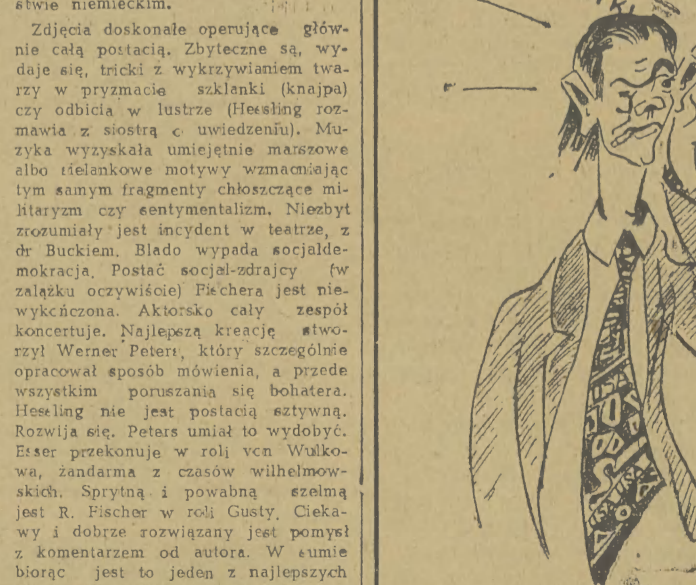 stwie niemieckim.
Zdjęcia doskonałe operujące głów-
nie całą postacią. Zbyteczne są, wy-
daje się, tricki z wykrzywianiem twa-
rzy w pryzmacie szklanki (knajpa)
czy odbicia w lustrze (Hessling roz-
mawia z siostrą o uwiedzeniu). Mu-
zyka wyzyskała umiejętnie marszowe
albo sielankowe motywy wzmacniając
tym samym fragmenty chłoszczące mi-
litaryzm czy sentymentalizm. Niezbyt
zrozumiały jest incydent w teatrze, z
dr Buckiem. Blado wypada socjalde-
mokracja. Postać socjal-zdrajcy (w
zalążku oczywiście) Fischera jest nie-
wykończona. Aktorsko cały zespół
koncertuje. Najlepszą kreację stwo-
rzył Werner Peters, który szczególnie
opracował sposób mówienia, a przede
wszystkim poruszania się bohatera.
Hessling nie jest postacią sztywną.
Rozwija się. Peters umiał to wydobyć.
Esser przekonuje w roli von Wulko-
wa, żandarma z czasów wilhelmow-
skich. Sprytną i powabną szelmą
jest R. Fischer w roli Gusty. Cieka-
wy i dobrze rozwiązany jest pomysł
z komentarzem od autora. W sumie
biorąc jest to jeden z najlepszych